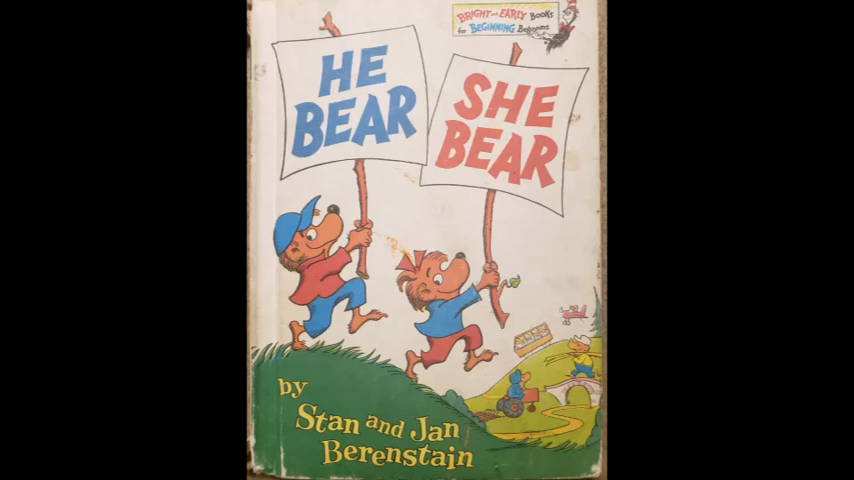 BRIGHT and EARLY BOOKS
for BEGINNING Beginners
HE
BEAR
SHE
BEAR
by
Stan and Jan
Berenstain